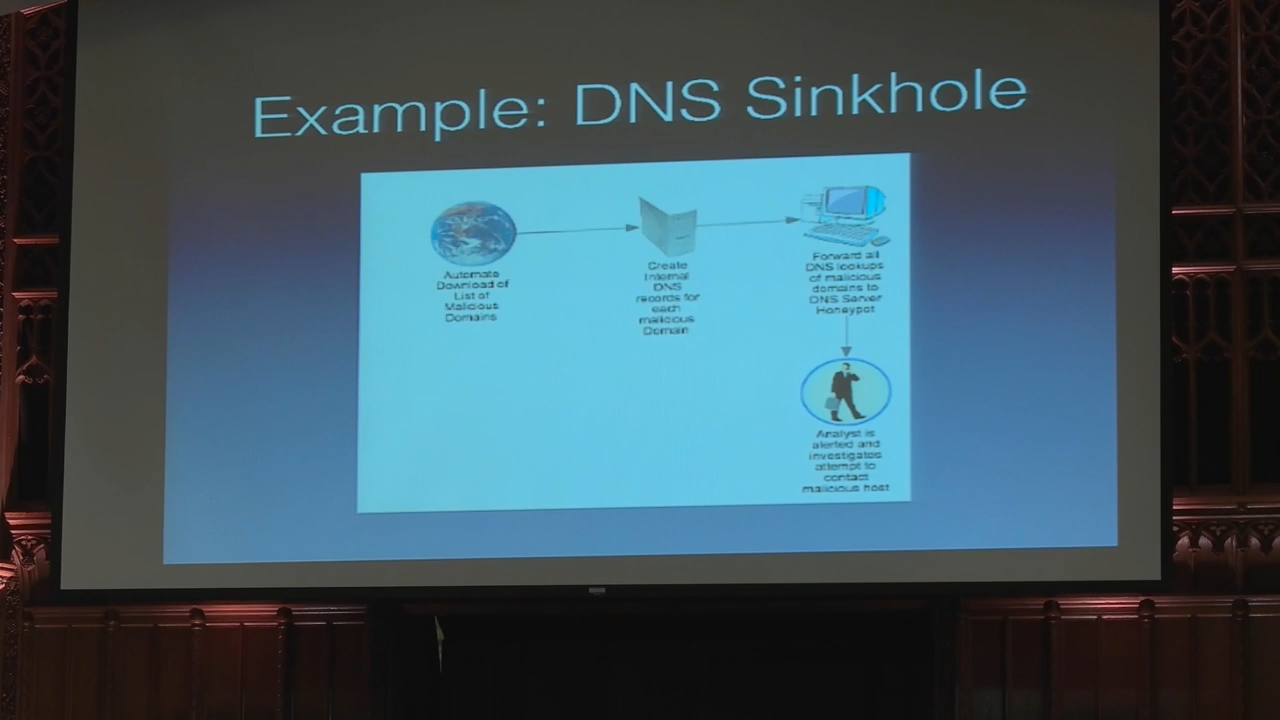 Example: DNS Sinkhole
Automate
Download of
List of
Malicious
Domains
Create
Internal
DNS
records for
each
malicious
Domain
Forward all
DNS lookups
of malicious
domains to
DNS Server
Honeypot
Analyst is
alerted and
investigates
attempt to
contact
malicious host